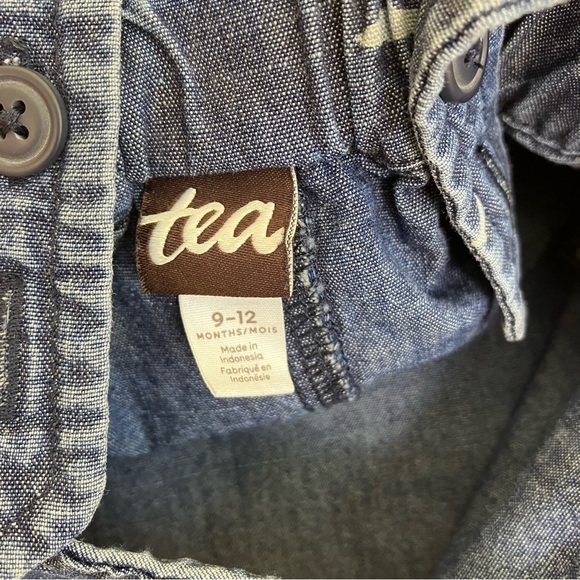 tea
9-12
MONTHS/MOIS
Made in
Indonesia
Fabriqué en
Indonésie